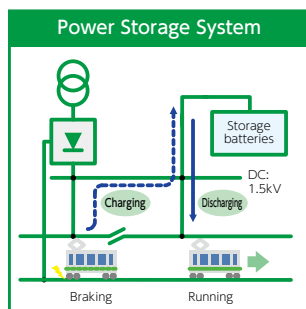 Power Storage System
Storage
batteries
DC:
1.5kV
Charging
Discharging
Braking
Running